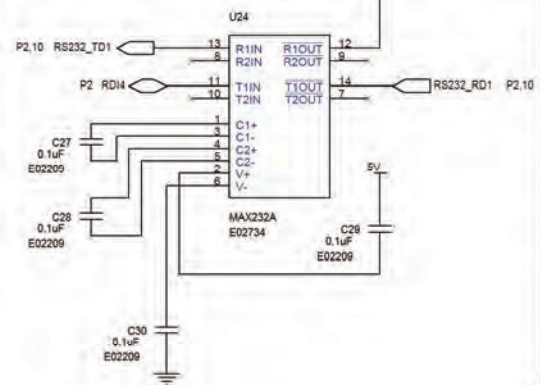 U24
P2,10 RS232_TD1 13 R1IN R1OUT 12
8 R2IN R2OUT 9
P2 RDI4 11 T1IN T1OUT 14 RS232_RD1 P2,10
10 T2IN T2OUT 7
1 C1+
3 C1-
4 C2+
5 C2-
2 V+
6 V-
C27
0.1uF
E02209
C28
0.1uF
E02209
MAX232A
E02734
5V
C29
0.1uF
E02209
C30
0.1uF
E02209